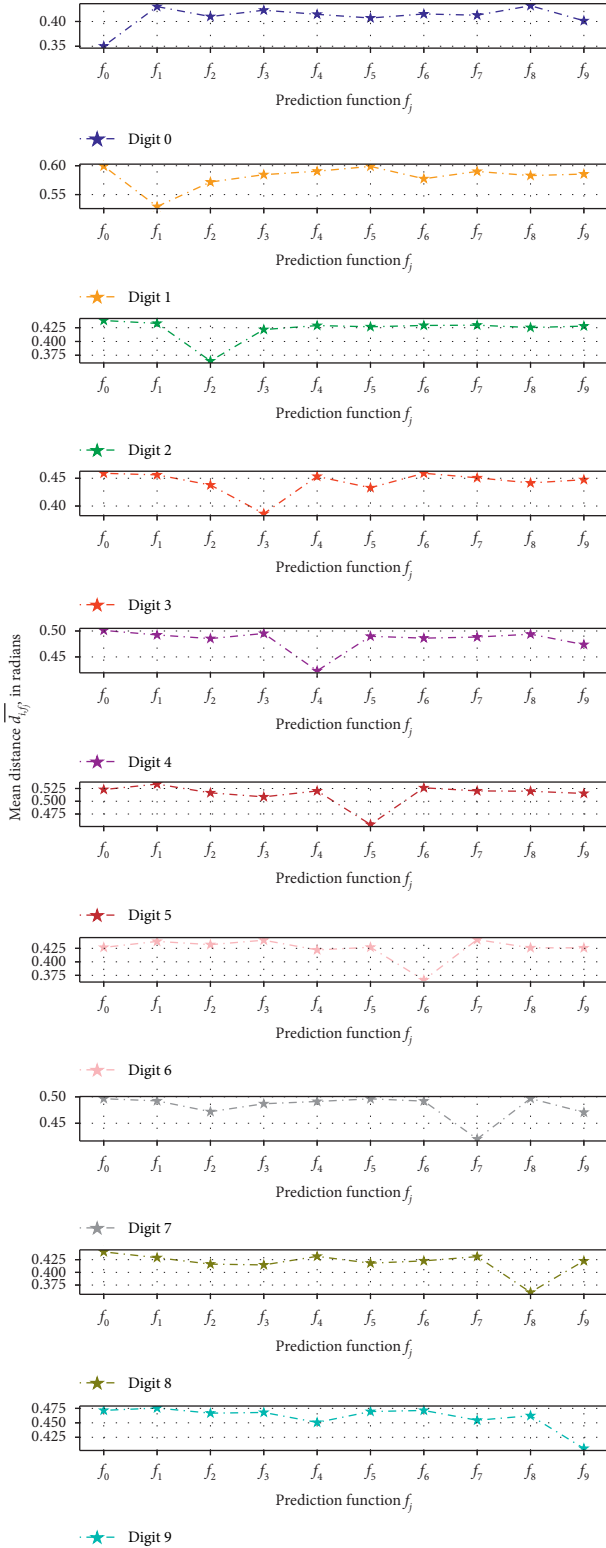 0.40
0.35
f0 f1 f2 f3 f4 f5 f6 f7 f8 f9
Prediction function fj
Digit 0
0.60
0.55
f0 f1 f2 f3 f4 f5 f6 f7 f8 f9
Prediction function fj
Digit 1
0.425
0.400
0.375
f0 f1 f2 f3 f4 f5 f6 f7 f8 f9
Prediction function fj
Digit 2
0.45
0.40
f0 f1 f2 f3 f4 f5 f6 f7 f8 f9
Prediction function fj
Digit 3
0.50
0.45
f0 f1 f2 f3 f4 f5 f6 f7 f8 f9
Prediction function fj
Digit 4
Mean distance di,fj, in radians
0.525
0.500
0.475
f0 f1 f2 f3 f4 f5 f6 f7 f8 f9
Prediction function fj
Digit 5
0.425
0.400
0.375
f0 f1 f2 f3 f4 f5 f6 f7 f8 f9
Prediction function fj
Digit 6
0.50
0.45
f0 f1 f2 f3 f4 f5 f6 f7 f8 f9
Prediction function fj
Digit 7
0.425
0.400
0.375
f0 f1 f2 f3 f4 f5 f6 f7 f8 f9
Prediction function fj
Digit 8
0.475
0.450
0.425
f0 f1 f2 f3 f4 f5 f6 f7 f8 f9
Prediction function fj
Digit 9